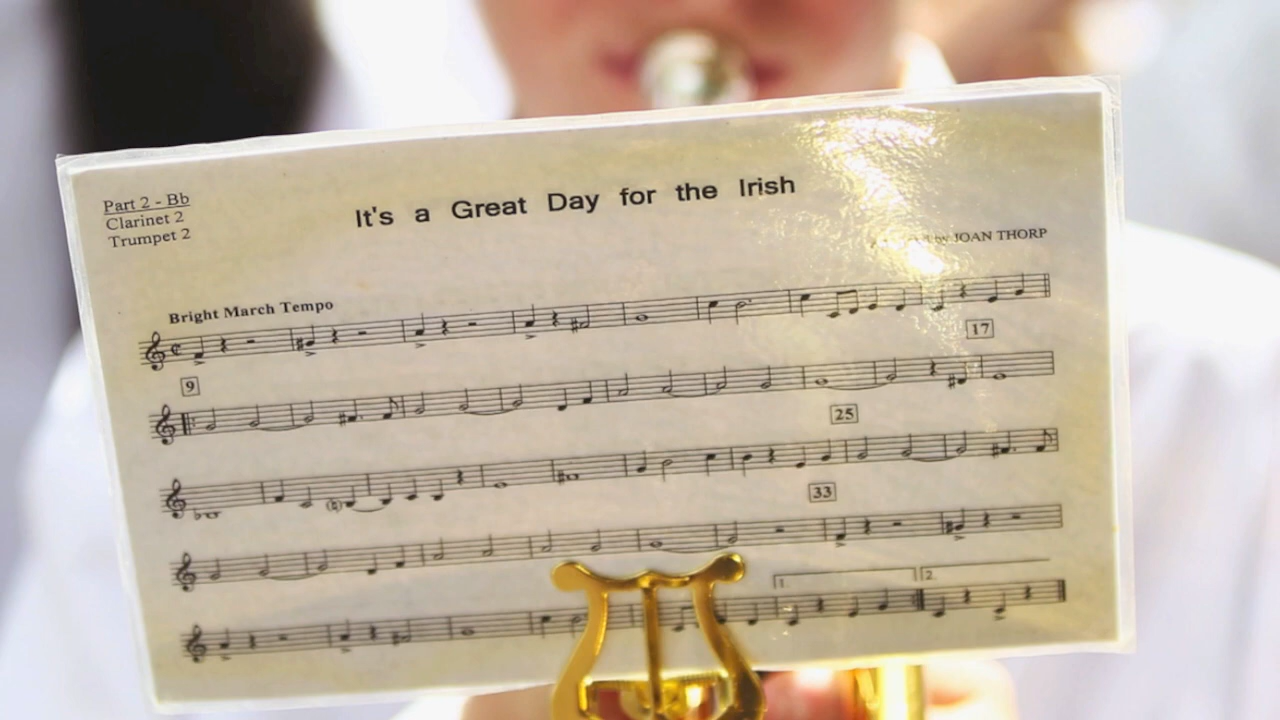 Part 2 - Bb
Clarinet 2
Trumpet 2
It's a Great Day for the Irish
by JOAN THORP
Bright March Tempo
17
9
25
33
1.
2.